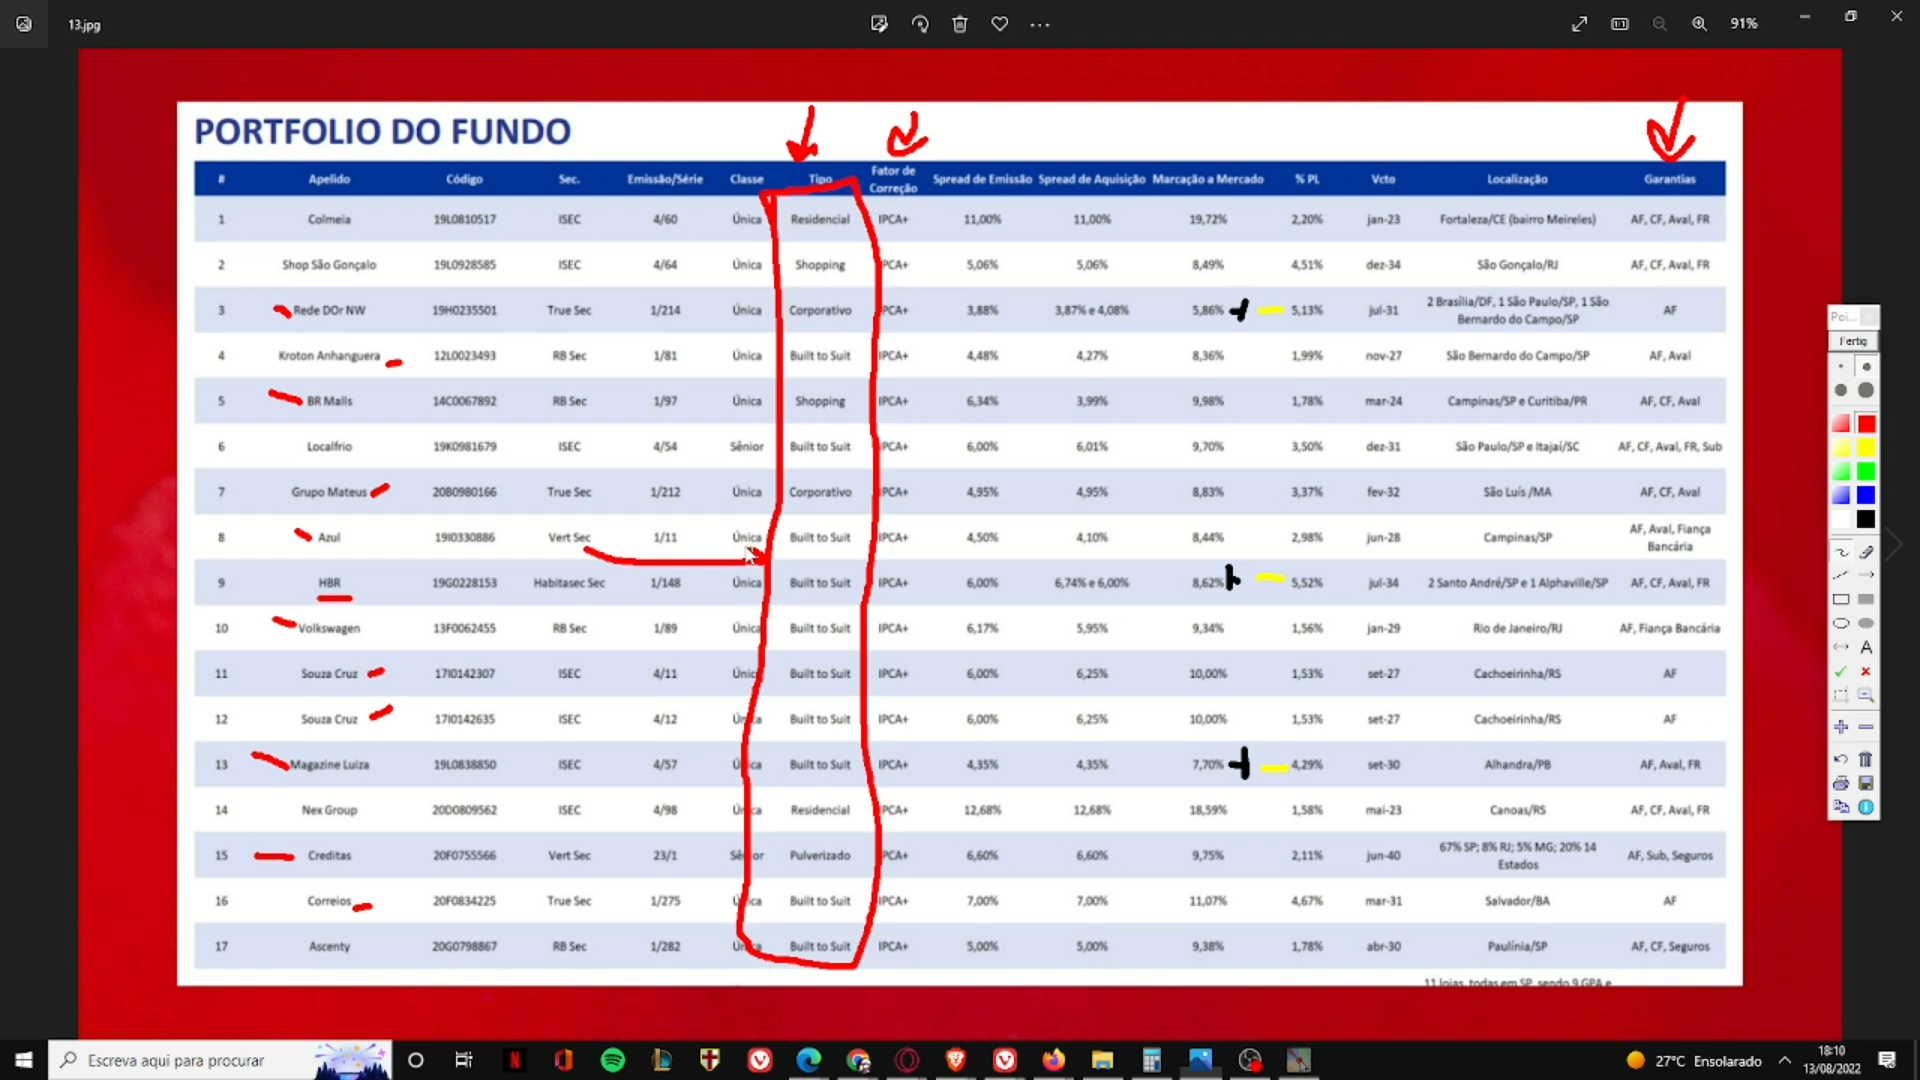 13.jpg
91%
PORTFOLIO DO FUNDO
# Apelido Código Sec. Emissão/Série Classe Tipo Fator de Correção Spread de Emissão Spread de Aquisição Marcação a Mercado % PL Vcto Localização Garantias
1 Colmeia 19L0810517 ISEC 4/60 Única Residencial IPCA+ 11,00% 11,00% 19,72% 2,20% jan-23 Fortaleza/CE (bairro Meireles) AF, CF, Aval, FR
2 Shop São Gonçalo 19L0928585 ISEC 4/64 Única Shopping IPCA+ 5,06% 5,06% 8,49% 4,51% dez-34 São Gonçalo/RJ AF, CF, Aval, FR
3 Rede DOr NW 19H0235501 True Sec 1/214 Única Corporativo IPCA+ 3,88% 3,87% e 4,08% 5,86% 5,13% jul-31 2 Brasília/DF, 1 São Paulo/SP, 1 São Bernardo do Campo/SP AF
4 Kroton Anhanguera 12L0023493 RB Sec 1/81 Única Built to Suit IPCA+ 4,48% 4,27% 8,36% 1,99% nov-27 São Bernardo do Campo/SP AF, Aval
5 BR Malls 14C0067892 RB Sec 1/97 Única Shopping IPCA+ 6,34% 3,99% 9,98% 1,78% mar-24 Campinas/SP e Curitiba/PR AF, CF, Aval
6 Localfrio 19K0981679 ISEC 4/54 Sênior Built to Suit IPCA+ 6,00% 6,01% 9,70% 3,50% dez-31 São Paulo/SP e Itajaí/SC AF, CF, Aval, FR, Sub
7 Grupo Mateus 20B0980166 True Sec 1/212 Única Corporativo IPCA+ 4,95% 4,95% 8,83% 3,37% fev-32 São Luís /MA AF, CF, Aval
8 Azul 19I0330886 Vert Sec 1/11 Única Built to Suit IPCA+ 4,50% 4,10% 8,44% 2,98% jun-28 Campinas/SP AF, Aval, Fiança Bancária
9 HBR 19G0228153 Habitasec Sec 1/148 Única Built to Suit IPCA+ 6,00% 6,74% e 6,00% 8,62% 5,52% jul-34 2 Santo André/SP e 1 Alphaville/SP AF, CF, Aval, FR
10 Volkswagen 13F0062455 RB Sec 1/89 Única Built to Suit IPCA+ 6,17% 5,95% 9,34% 1,56% jan-29 Rio de Janeiro/RJ AF, Fiança Bancária
11 Souza Cruz 17I0142307 ISEC 4/11 Única Built to Suit IPCA+ 6,00% 6,25% 10,00% 1,53% set-27 Cachoeirinha/RS AF
12 Souza Cruz 17I0142635 ISEC 4/12 Única Built to Suit IPCA+ 6,00% 6,25% 10,00% 1,53% set-27 Cachoeirinha/RS AF
13 Magazine Luiza 19L0838850 ISEC 4/57 Única Built to Suit IPCA+ 4,35% 4,35% 7,70% 4,29% set-30 Alhandra/PB AF, Aval, FR
14 Nex Group 20D0809562 ISEC 4/98 Única Residencial IPCA+ 12,68% 12,68% 18,59% 1,58% mai-23 Canoas/RS AF, CF, Aval, FR
15 Creditas 20F0755566 Vert Sec 23/1 Sênior Pulverizado IPCA+ 6,60% 6,60% 9,75% 2,11% jun-40 67% SP; 8% RJ; 5% MG; 20% 14 Estados AF, Sub, Seguros
16 Correios 20F0834225 True Sec 1/275 Única Built to Suit IPCA+ 7,00% 7,00% 11,07% 4,67% mar-31 Salvador/BA AF
17 Ascenty 20G0798867 RB Sec 1/282 Única Built to Suit IPCA+ 5,00% 5,00% 9,38% 1,78% abr-30 Paulínia/SP AF, CF, Seguros
11 lojas, todas em SP, sendo 9 GPA e
Poi...
Fertig
A
Escreva aqui para procurar
27°C Ensolarado
18:10
13/08/2022